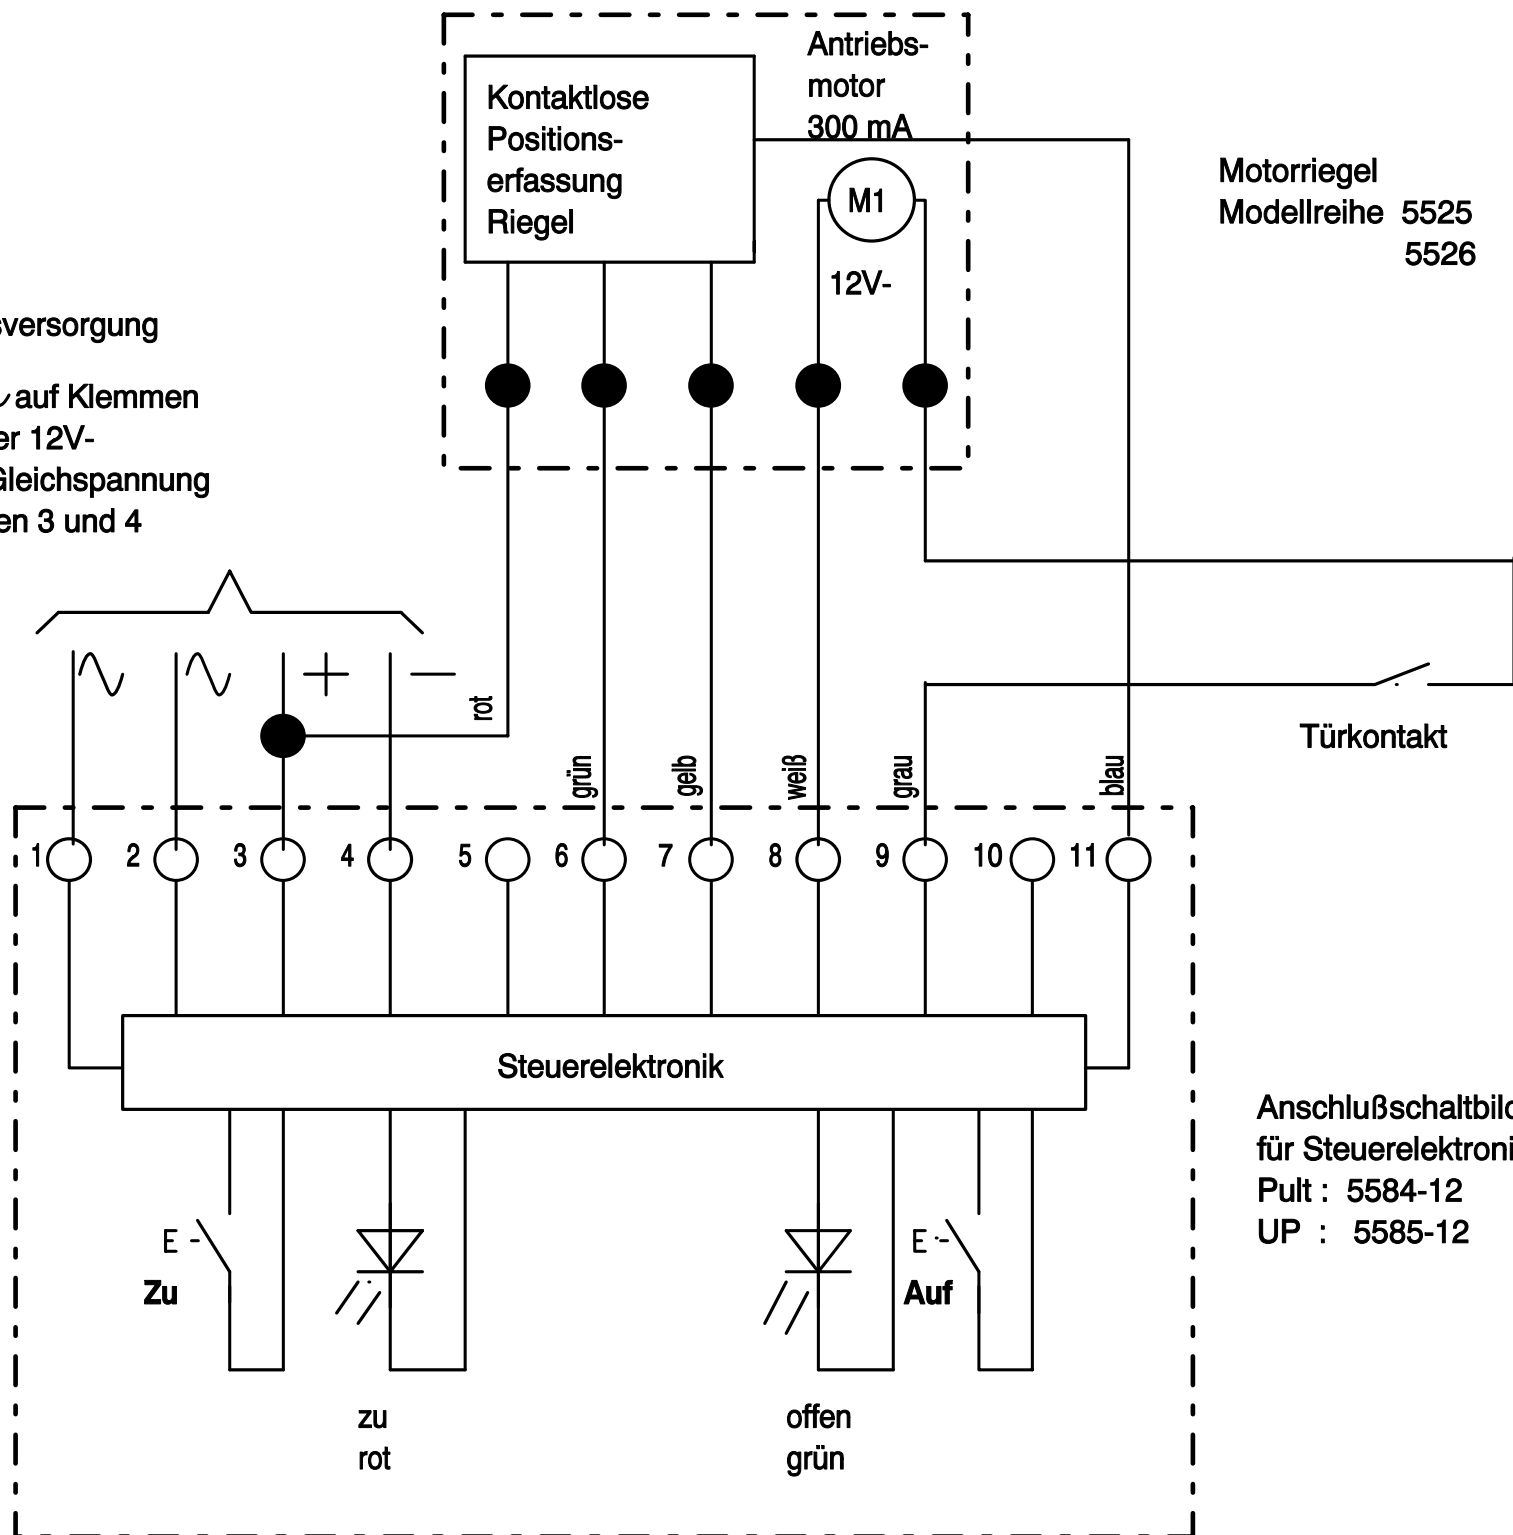 Antriebs-
motor
300 mA
Kontaktlose
Positions-
erfassung
Riegel
M1
12V-
Motorriegel
Modellreihe 5525
5526
sversorgung
auf Klemmen
er 12V-
Gleichspannung
en 3 und 4
rot
grün
gelb
weiß
grau
blau
Türkontakt
1 2 3 4 5 6 7 8 9 10 11
Steuerelektronik
Anschlußschaltbild
für Steuerelektroni
Pult : 5584-12
UP : 5585-12
E
Zu
E
Auf
zu
rot
offen
grün